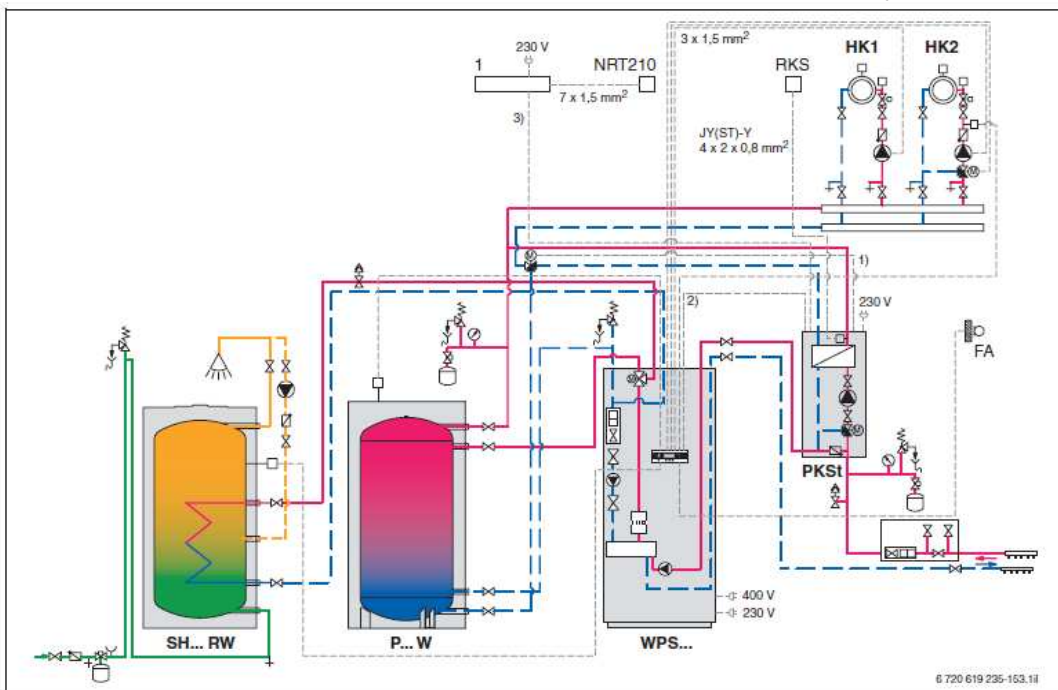 230 V
3 x 1,5 mm²
HK1
HK2
1
NRT210
RKS
7 x 1,5 mm²
3)
JY(ST)-Y
4 x 2 x 0,8 mm²
M
M
1)
2)
230 V
FA
M
M
PKSt
400 V
230 V
SH... RW
P... W
WPS...
6 720 619 235-153.1il